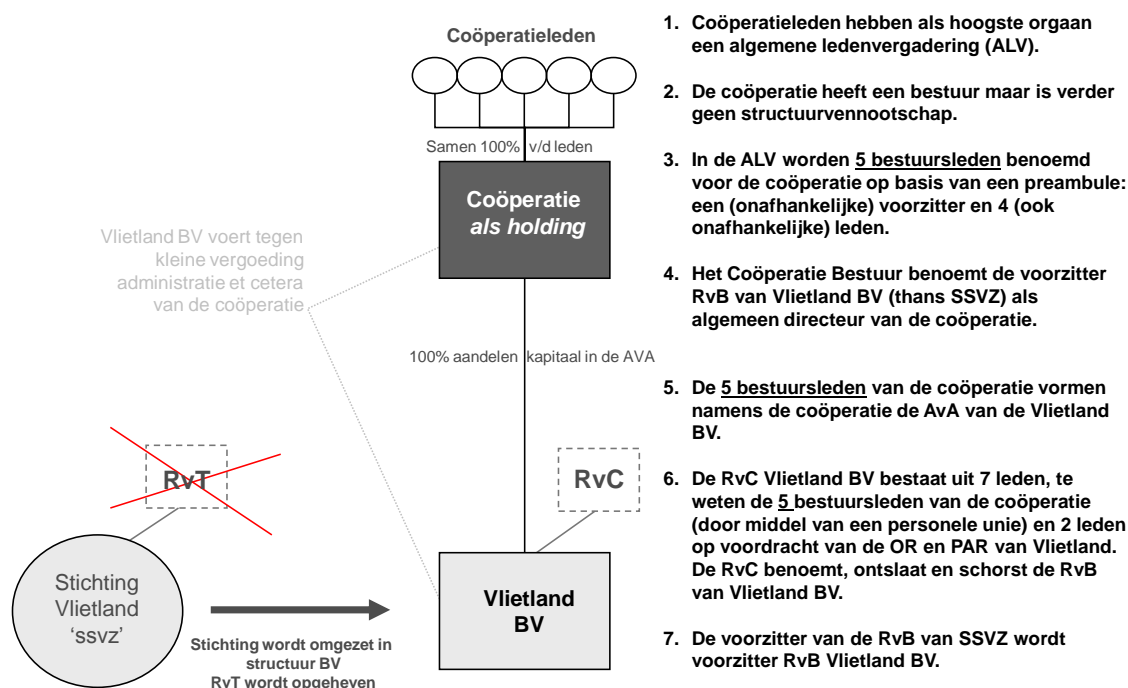 Coöperatieleden
Samen 100% v/d leden
Coöperatie
als holding
Vlietland BV voert tegen
kleine vergoeding
administratie et cetera
van de coöperatie
100% aandelen kapitaal in de AVA
RvT
RvC
Stichting
Vlietland
‘ssvz’
Stichting wordt omgezet in
structuur BV
RvT wordt opgeheven
Vlietland
BV
1. Coöperatieleden hebben als hoogste orgaan
een algemene ledenvergadering (ALV).
2. De coöperatie heeft een bestuur maar is verder
geen structuurvennootschap.
3. In de ALV worden 5 bestuursleden benoemd
voor de coöperatie op basis van een preambule:
een (onafhankelijke) voorzitter en 4 (ook
onafhankelijke) leden.
4. Het Coöperatie Bestuur benoemt de voorzitter
RvB van Vlietland BV (thans SSVZ) als
algemeen directeur van de coöperatie.
5. De 5 bestuursleden van de coöperatie vormen
namens de coöperatie de AvA van de Vlietland
BV.
6. De RvC Vlietland BV bestaat uit 7 leden, te
weten de 5 bestuursleden van de coöperatie
(door middel van een personele unie) en 2 leden
op voordracht van de OR en PAR van Vlietland.
De RvC benoemt, ontslaat en schorst de RvB
van Vlietland BV.
7. De voorzitter van de RvB van SSVZ wordt
voorzitter RvB Vlietland BV.